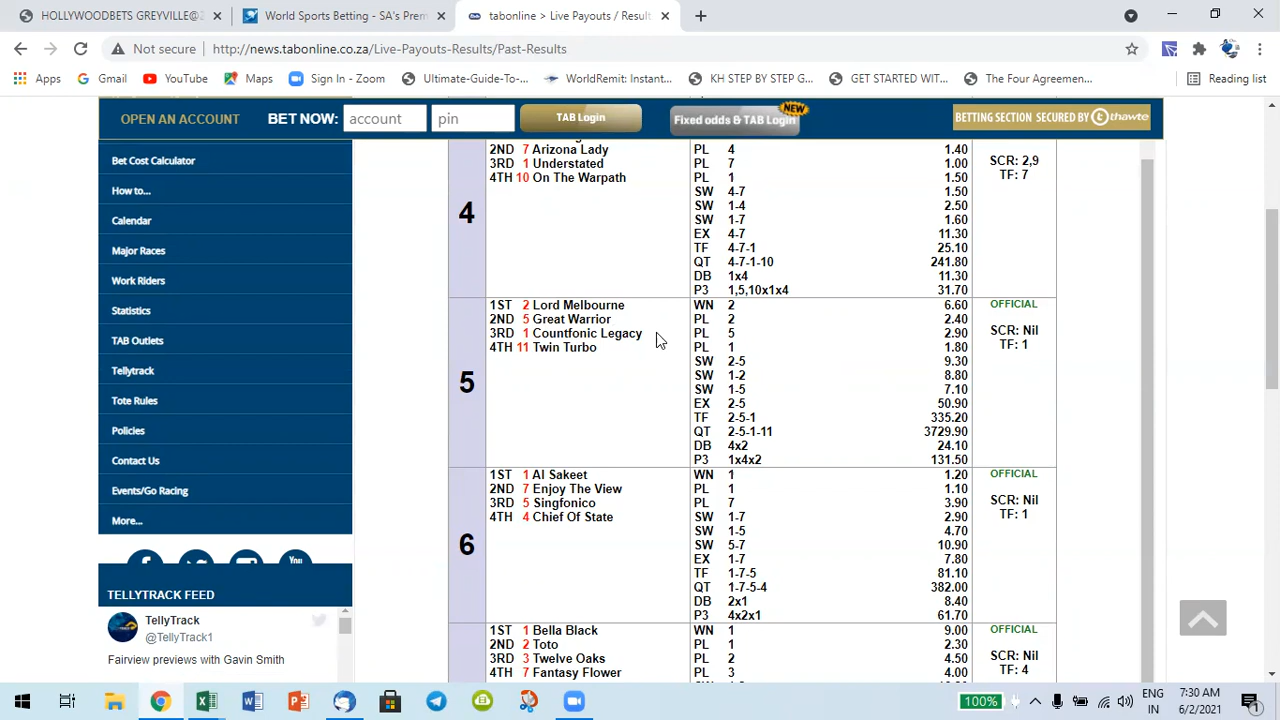 HOLLYWOODBETS GREYVILLE@2
World Sports Betting - SA's Prem
tabonline > Live Payouts / Result
Not secure
http://news.tabonline.co.za/Live-Payouts-Results/Past-Results
Apps
Gmail
YouTube
Maps
Sign In - Zoom
Ultimate-Guide-To-...
WorldRemit: Instant...
KH STEP BY STEP G...
GET STARTED WIT...
The Four Agreemen...
Reading list
OPEN AN ACCOUNT
BET NOW:
account
pin
TAB Login
Fixed odds & TAB Login
NEW
BETTING SECTION SECURED BY thawte
Bet Cost Calculator
How to...
Calendar
Major Races
Work Riders
Statistics
TAB Outlets
Tellytrack
Tote Rules
Policies
Contact Us
Events/Go Racing
More...
You
TELLYTRACK FEED
TellyTrack
@TellyTrack1
Fairview previews with Gavin Smith
4
2ND 7 Arizona Lady
3RD 1 Understated
4TH 10 On The Warpath
PL 4 1.40
PL 7 1.00
PL 1 1.50
SW 4-7 1.50
SW 1-4 2.50
SW 1-7 1.60
EX 4-7 11.30
TF 4-7-1 25.10
QT 4-7-1-10 241.80
DB 1x4 11.30
P3 1,5,10x1x4 31.70
SCR: 2,9
TF: 7
5
1ST 2 Lord Melbourne
2ND 5 Great Warrior
3RD 1 Countfonic Legacy
4TH 11 Twin Turbo
WN 2 6.60
PL 2 2.40
PL 5 2.90
PL 1 1.80
SW 2-5 9.30
SW 1-2 8.80
SW 1-5 7.10
EX 2-5 50.90
TF 2-5-1 335.20
QT 2-5-1-11 3729.90
DB 4x2 24.10
P3 1x4x2 131.50
OFFICIAL
SCR: Nil
TF: 1
6
1ST 1 Al Sakeet
2ND 7 Enjoy The View
3RD 5 Singfonico
4TH 4 Chief Of State
WN 1 1.20
PL 1 1.10
PL 7 3.90
SW 1-7 2.90
SW 1-5 4.70
SW 5-7 10.90
EX 1-7 7.80
TF 1-7-5 81.10
QT 1-7-5-4 382.00
DB 2x1 8.40
P3 4x2x1 61.70
OFFICIAL
SCR: Nil
TF: 1
1ST 1 Bella Black
2ND 2 Toto
3RD 3 Twelve Oaks
4TH 7 Fantasy Flower
WN 1 9.00
PL 1 2.30
PL 2 4.50
PL 3 4.00
OFFICIAL
SCR: Nil
TF: 4
100%
ENG
IN
7:30 AM
6/2/2021
1